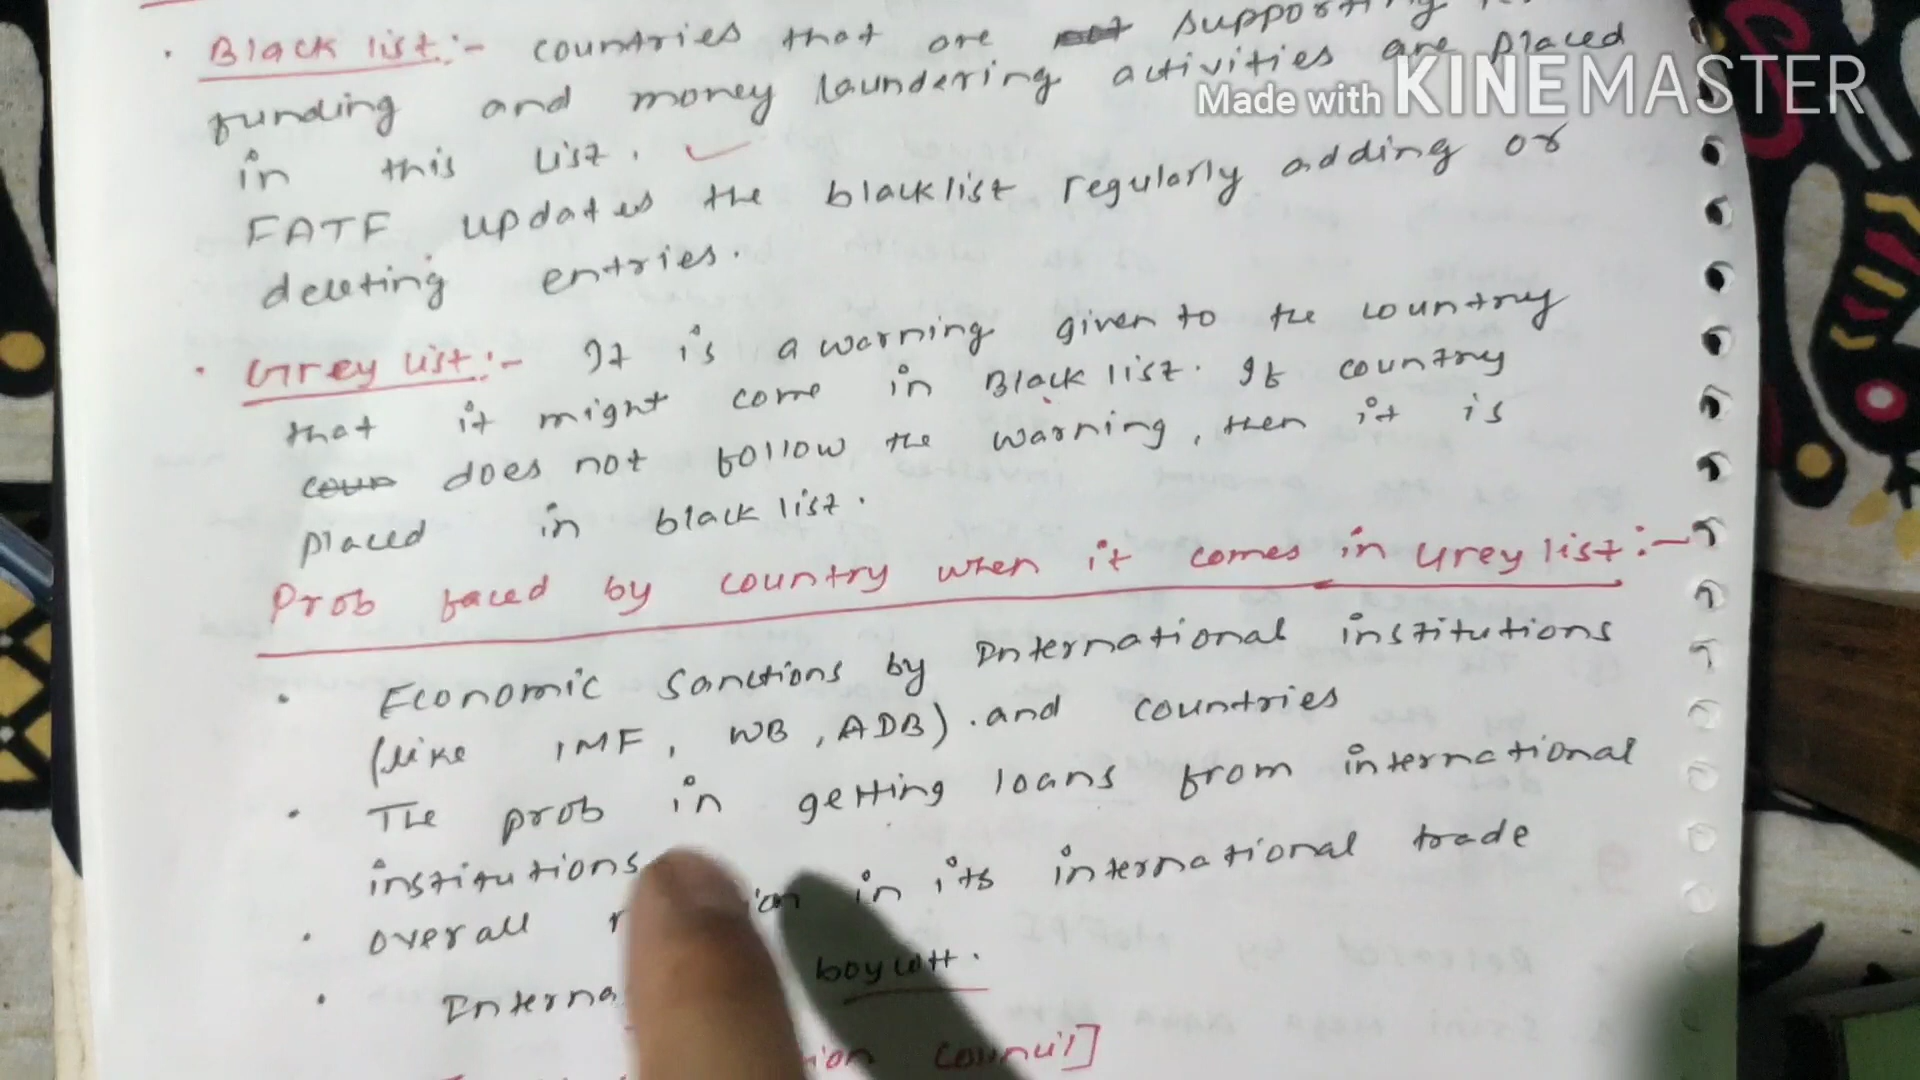 . Black list:- countries that are not supporting
funding and money laundering activities are placed
in this list.
FATF updates the blacklist regularly adding or
deleting entries.
. Grey list:- It is a warning given to the country
that it might come in Black list. If country
coun does not follow the warning, then it is
placed in black list.
Prob faced by country when it comes in Grey list:-
. Economic Sanctions by International institutions
(like IMF, WB, ADB). and countries
. The prob in getting loans from international
institutions
. overall in its international trade
. boycott.
council]
Made with KINEMASTER